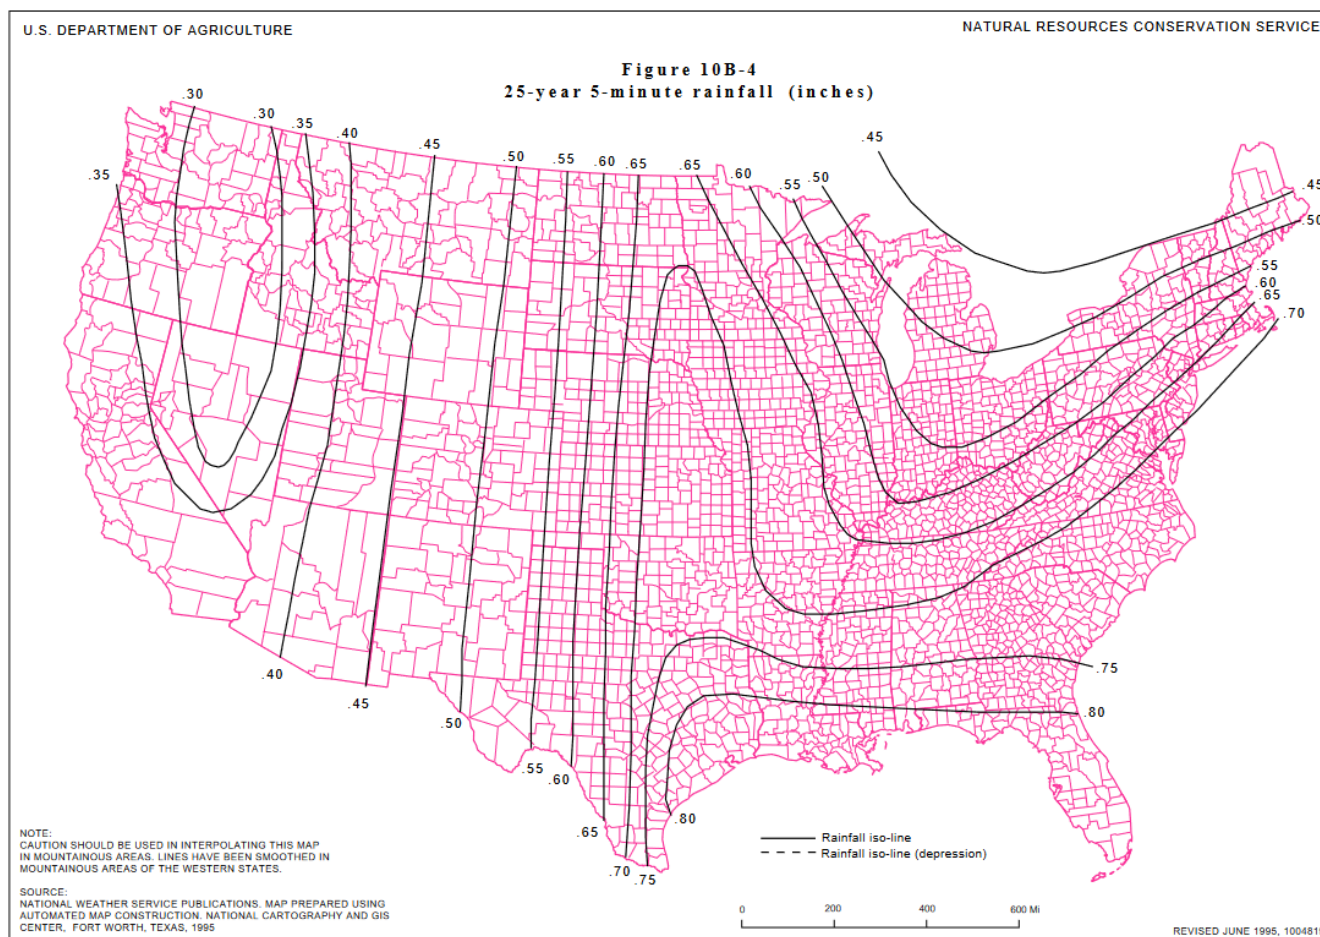 U.S. DEPARTMENT OF AGRICULTURE
NATURAL RESOURCES CONSERVATION SERVICE
Figure 10B-4
25-year 5-minute rainfall (inches)
.30
.30
.35
.40
.45
.50
.55
.60
.65
.65
.60
.55
.50
.45
.35
.45
.50
.55
.60
.65
.70
.40
.45
.50
.55
.60
.65
.70
.75
.80
.75
.80
Rainfall iso-line
Rainfall iso-line (depression)
NOTE:
CAUTION SHOULD BE USED IN INTERPOLATING THIS MAP
IN MOUNTAINOUS AREAS. LINES HAVE BEEN SMOOTHED IN
MOUNTAINOUS AREAS OF THE WESTERN STATES.
SOURCE:
NATIONAL WEATHER SERVICE PUBLICATIONS. MAP PREPARED USING
AUTOMATED MAP CONSTRUCTION. NATIONAL CARTOGRAPHY AND GIS
CENTER, FORT WORTH, TEXAS, 1995
0 200 400 600 Mi
REVISED JUNE 1995, 1004815